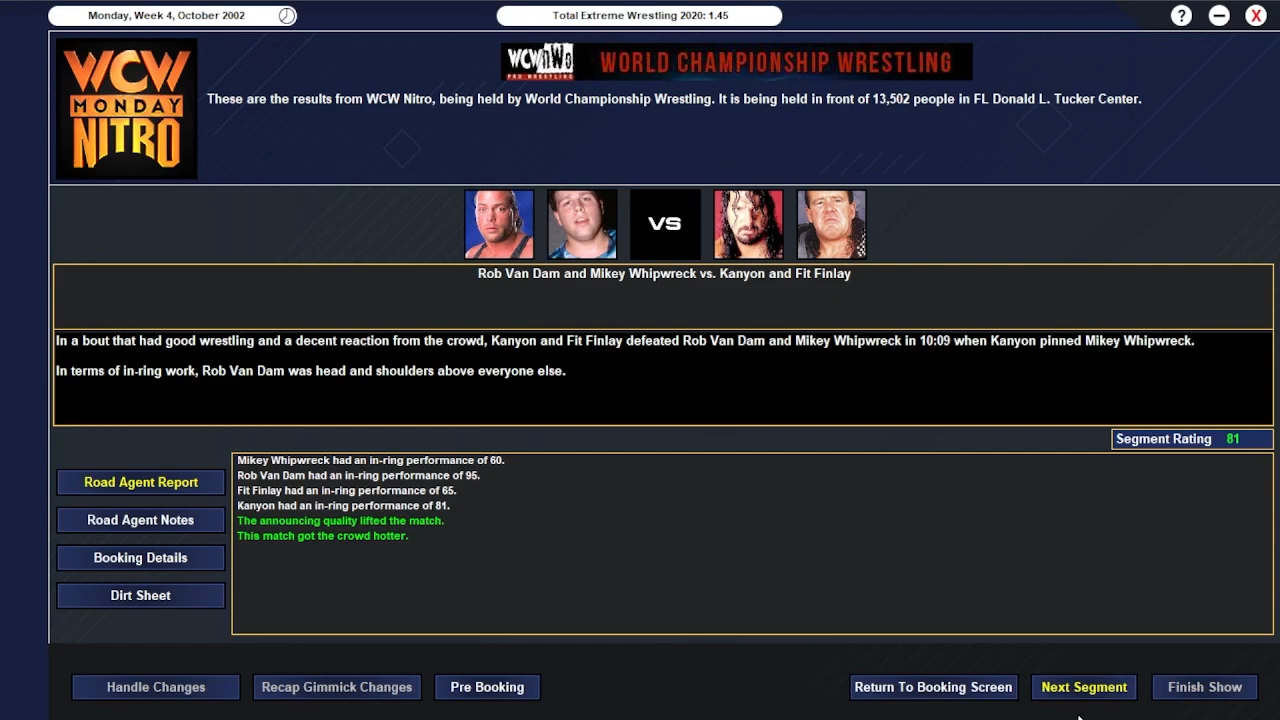 Monday, Week 4, October 2002
Total Extreme Wrestling 2020: 1.45
?
X
WCW
MONDAY
NITRO
WCW nWo
PRO WRESTLING
WORLD CHAMPIONSHIP WRESTLING
These are the results from WCW Nitro, being held by World Championship Wrestling. It is being held in front of 13,502 people in FL Donald L. Tucker Center.
VS
Rob Van Dam and Mikey Whipwreck vs. Kanyon and Fit Finlay
In a bout that had good wrestling and a decent reaction from the crowd, Kanyon and Fit Finlay defeated Rob Van Dam and Mikey Whipwreck in 10:09 when Kanyon pinned Mikey Whipwreck.
In terms of in-ring work, Rob Van Dam was head and shoulders above everyone else.
Segment Rating 81
Road Agent Report
Road Agent Notes
Booking Details
Dirt Sheet
Mikey Whipwreck had an in-ring performance of 60.
Rob Van Dam had an in-ring performance of 95.
Fit Finlay had an in-ring performance of 65.
Kanyon had an in-ring performance of 81.
The announcing quality lifted the match.
This match got the crowd hotter.
Handle Changes
Recap Gimmick Changes
Pre Booking
Return To Booking Screen
Next Segment
Finish Show